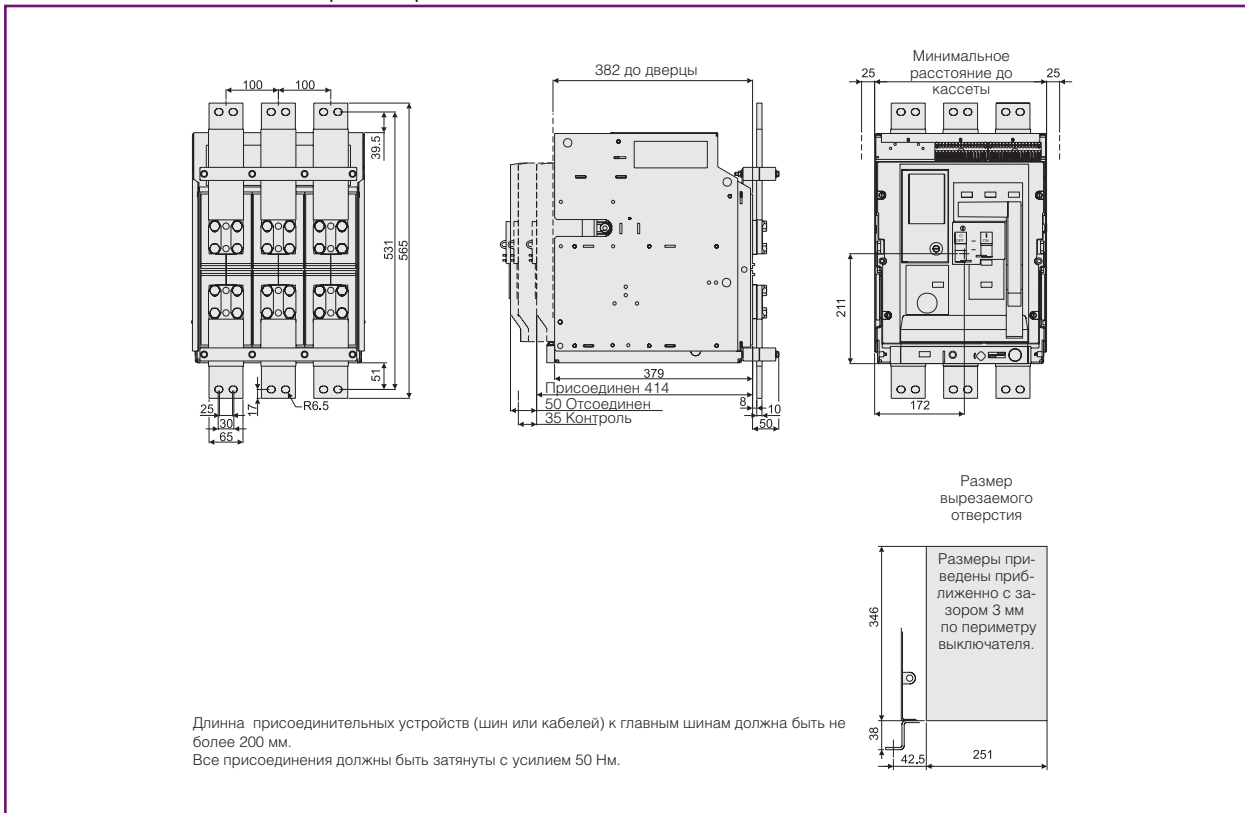 100
100
39.5
531
565
51
25
30
65
17
R6.5
382 до дверцы
379
Присоединен 414
50 Отсоединен
35 Контроль
8
10
50
Минимальное
расстояние до
кассеты
25
25
OFF
ON
211
172
Размер
вырезаемого
отверстия
Размеры при-
ведены приб-
лиженно с за-
зором 3 мм
по периметру
выключателя.
346
38
42.5
251
Длинна присоединительных устройств (шин или кабелей) к главным шинам должна быть не
более 200 мм.
Все присоединения должны быть затянуты с усилием 50 Нм.